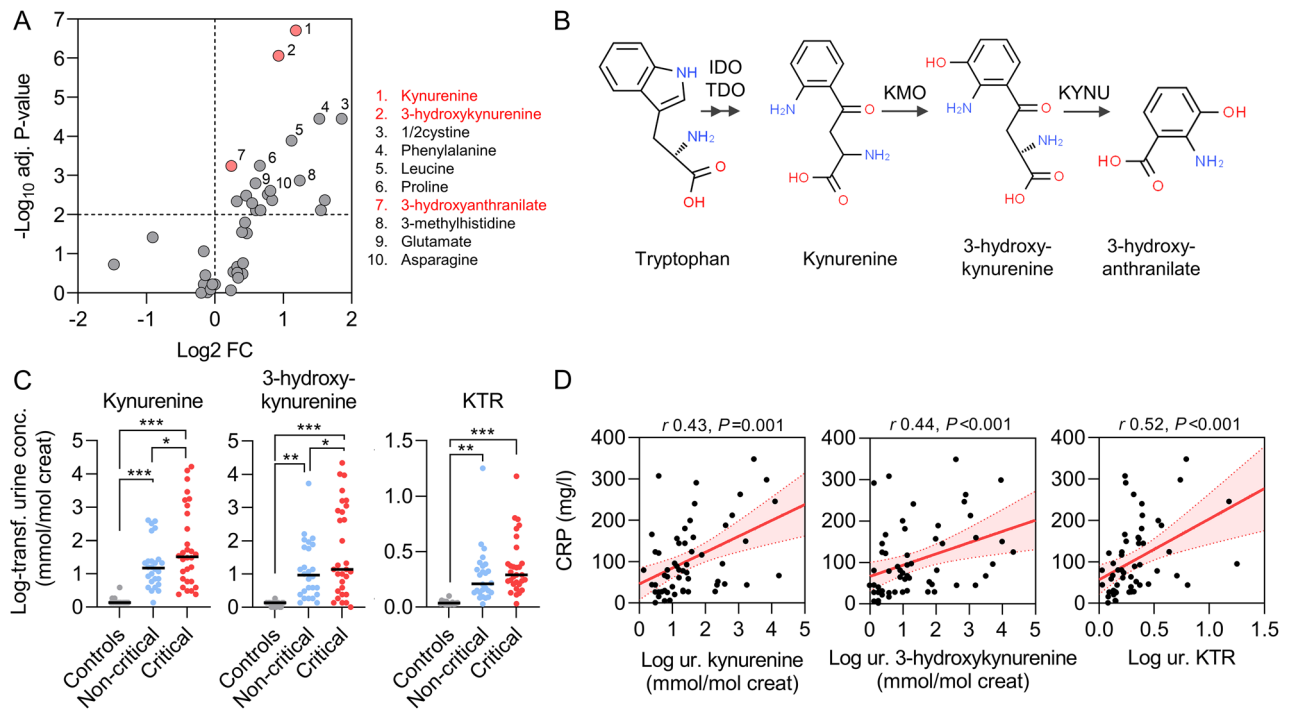 A
7
6
5
4
3
2
1
0
-2
-1
0
1
2
-Log10 adj. P-value
Log2 FC
1
2
3
4
5
6
7
8
9
10
1. Kynurenine
2. 3-hydroxykynurenine
3. 1/2cystine
4. Phenylalanine
5. Leucine
6. Proline
7. 3-hydroxyanthranilate
8. 3-methylhistidine
9. Glutamate
10. Asparagine
B
NH
NH2
O
OH
IDO
TDO
H2N
O
NH2
HO
O
KMO
HO
H2N
O
NH2
O
HO
KYNU
OH
NH2
HO
O
Tryptophan
Kynurenine
3-hydroxy-
kynurenine
3-hydroxy-
anthranilate
C
Log-transf. urine conc.
(mmol/mol creat)
Kynurenine
***
*
***
5
4
3
2
1
0
Controls
Non-critical
Critical
3-hydroxy-
kynurenine
***
*
**
5
4
3
2
1
0
Controls
Non-critical
Critical
KTR
***
**
1.5
1.0
0.5
0.0
Controls
Non-critical
Critical
D
CRP (mg/l)
r 0.43, P=0.001
400
300
200
100
0
0 1 2 3 4 5
Log ur. kynurenine
(mmol/mol creat)
r 0.44, P<0.001
400
300
200
100
0
0 1 2 3 4 5
Log ur. 3-hydroxykynurenine
(mmol/mol creat)
r 0.52, P<0.001
400
300
200
100
0
0.0 0.5 1.0 1.5
Log ur. KTR